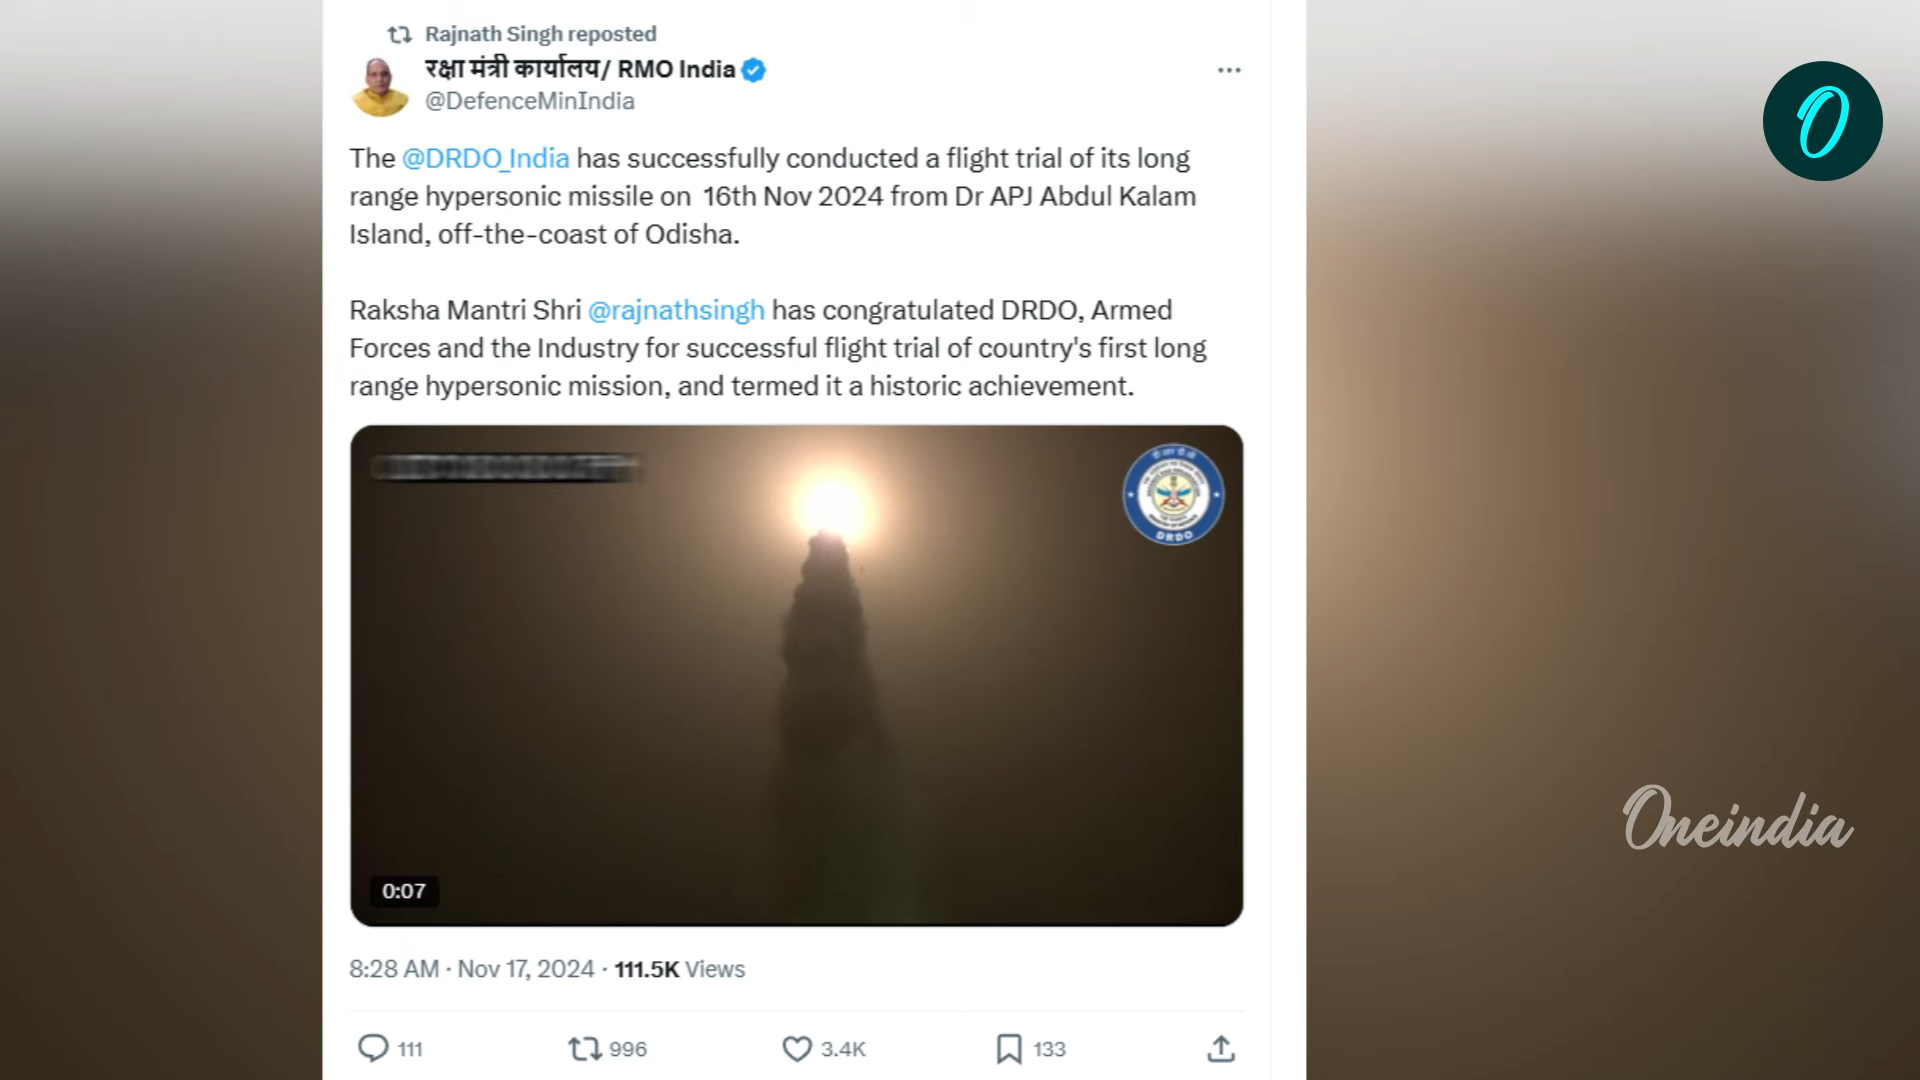 Rajnath Singh reposted
रक्षा मंत्री कार्यालय/ RMO India
@DefenceMinIndia
The @DRDO_India has successfully conducted a flight trial of its long
range hypersonic missile on 16th Nov 2024 from Dr APJ Abdul Kalam
Island, off-the-coast of Odisha.
Raksha Mantri Shri @rajnathsingh has congratulated DRDO, Armed
Forces and the Industry for successful flight trial of country's first long
range hypersonic mission, and termed it a historic achievement.
DRDO
0:07
8:28 AM · Nov 17, 2024 · 111.5K Views
111 996 3.4K 133
O
Oneindia